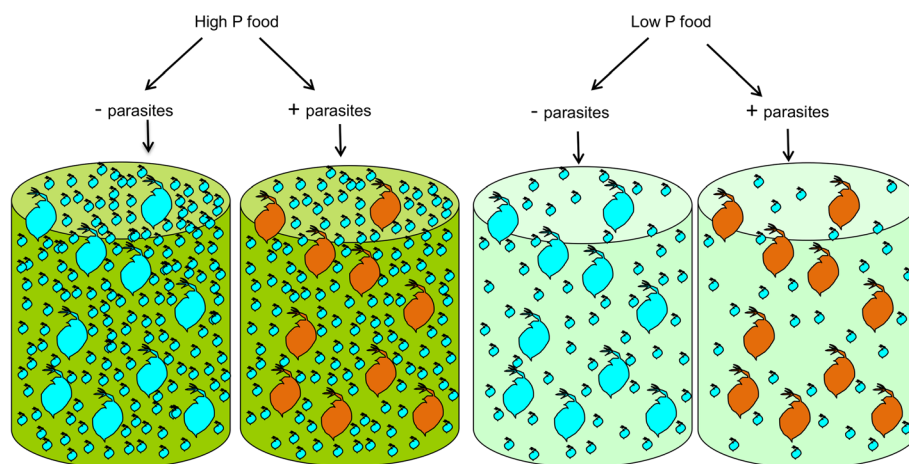 High P food
Low P food
- parasites
+ parasites
- parasites
+ parasites